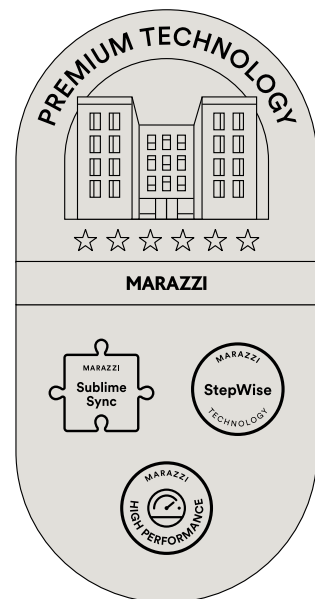 PREMIUM TECHNOLOGY
MARAZZI
MARAZZI
Sublime
Sync
MARAZZI
StepWise
TECHNOLOGY
MARAZZI
HIGH PERFORMANCE